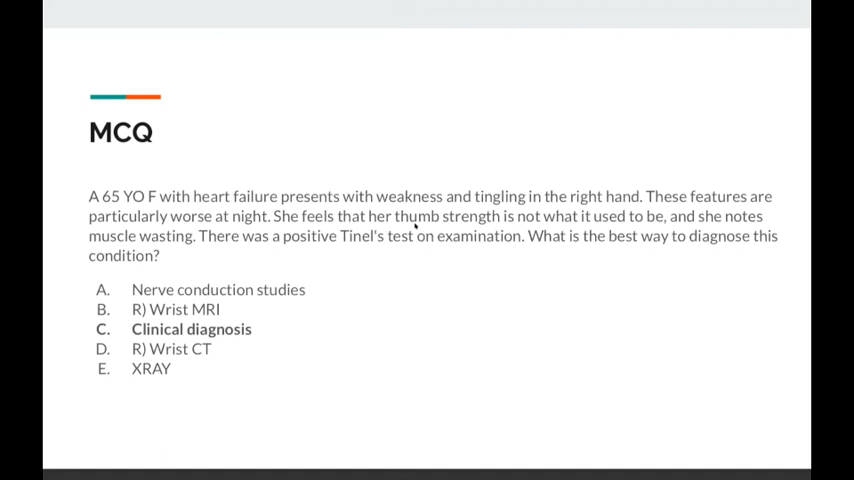 MCQ
A 65 YO F with heart failure presents with weakness and tingling in the right hand. These features are
particularly worse at night. She feels that her thumb strength is not what it used to be, and she notes
muscle wasting. There was a positive Tinel's test on examination. What is the best way to diagnose this
condition?
A. Nerve conduction studies
B. R) Wrist MRI
C. Clinical diagnosis
D. R) Wrist CT
E. XRAY